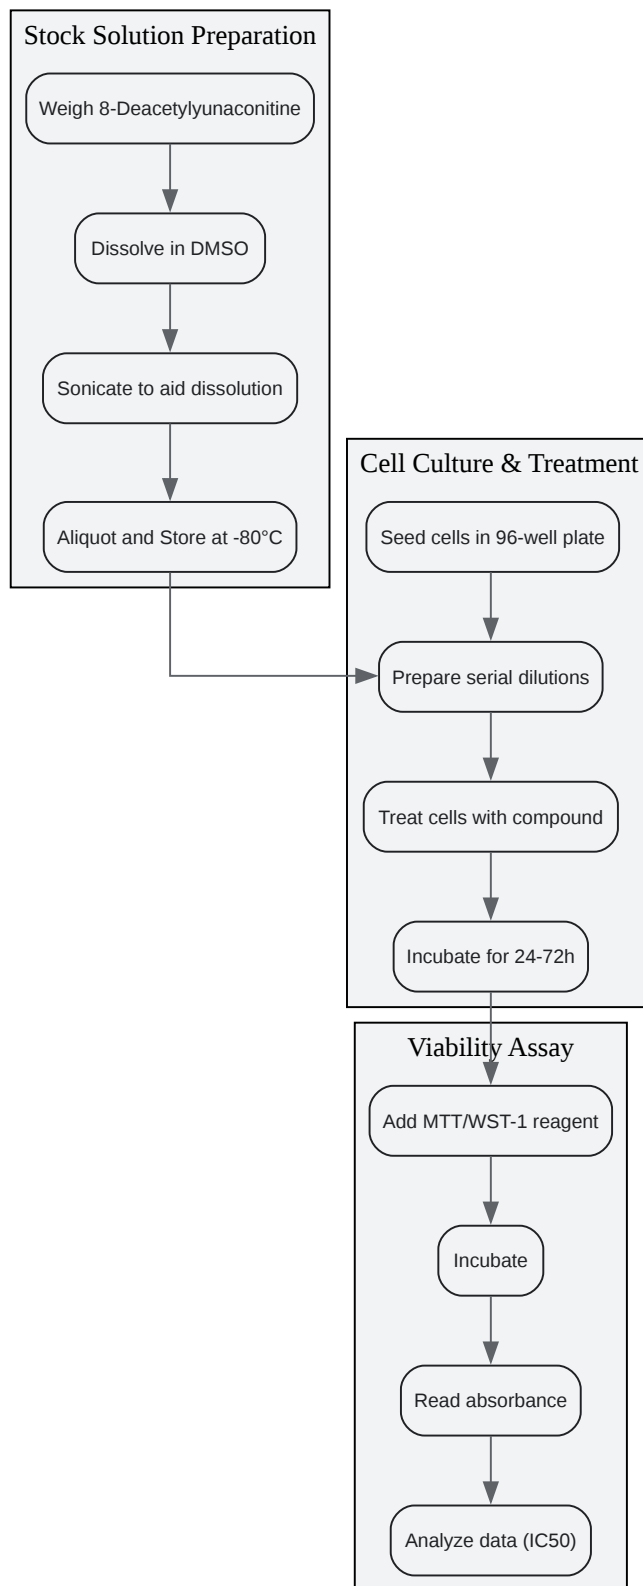 Stock Solution Preparation
Weigh 8-Deacetylyunaconitine
Dissolve in DMSO
Sonicate to aid dissolution
Aliquot and Store at -80°C
Cell Culture & Treatment
Seed cells in 96-well plate
Prepare serial dilutions
Treat cells with compound
Incubate for 24-72h
Viability Assay
Add MTT/WST-1 reagent
Incubate
Read absorbance
Analyze data (IC50)